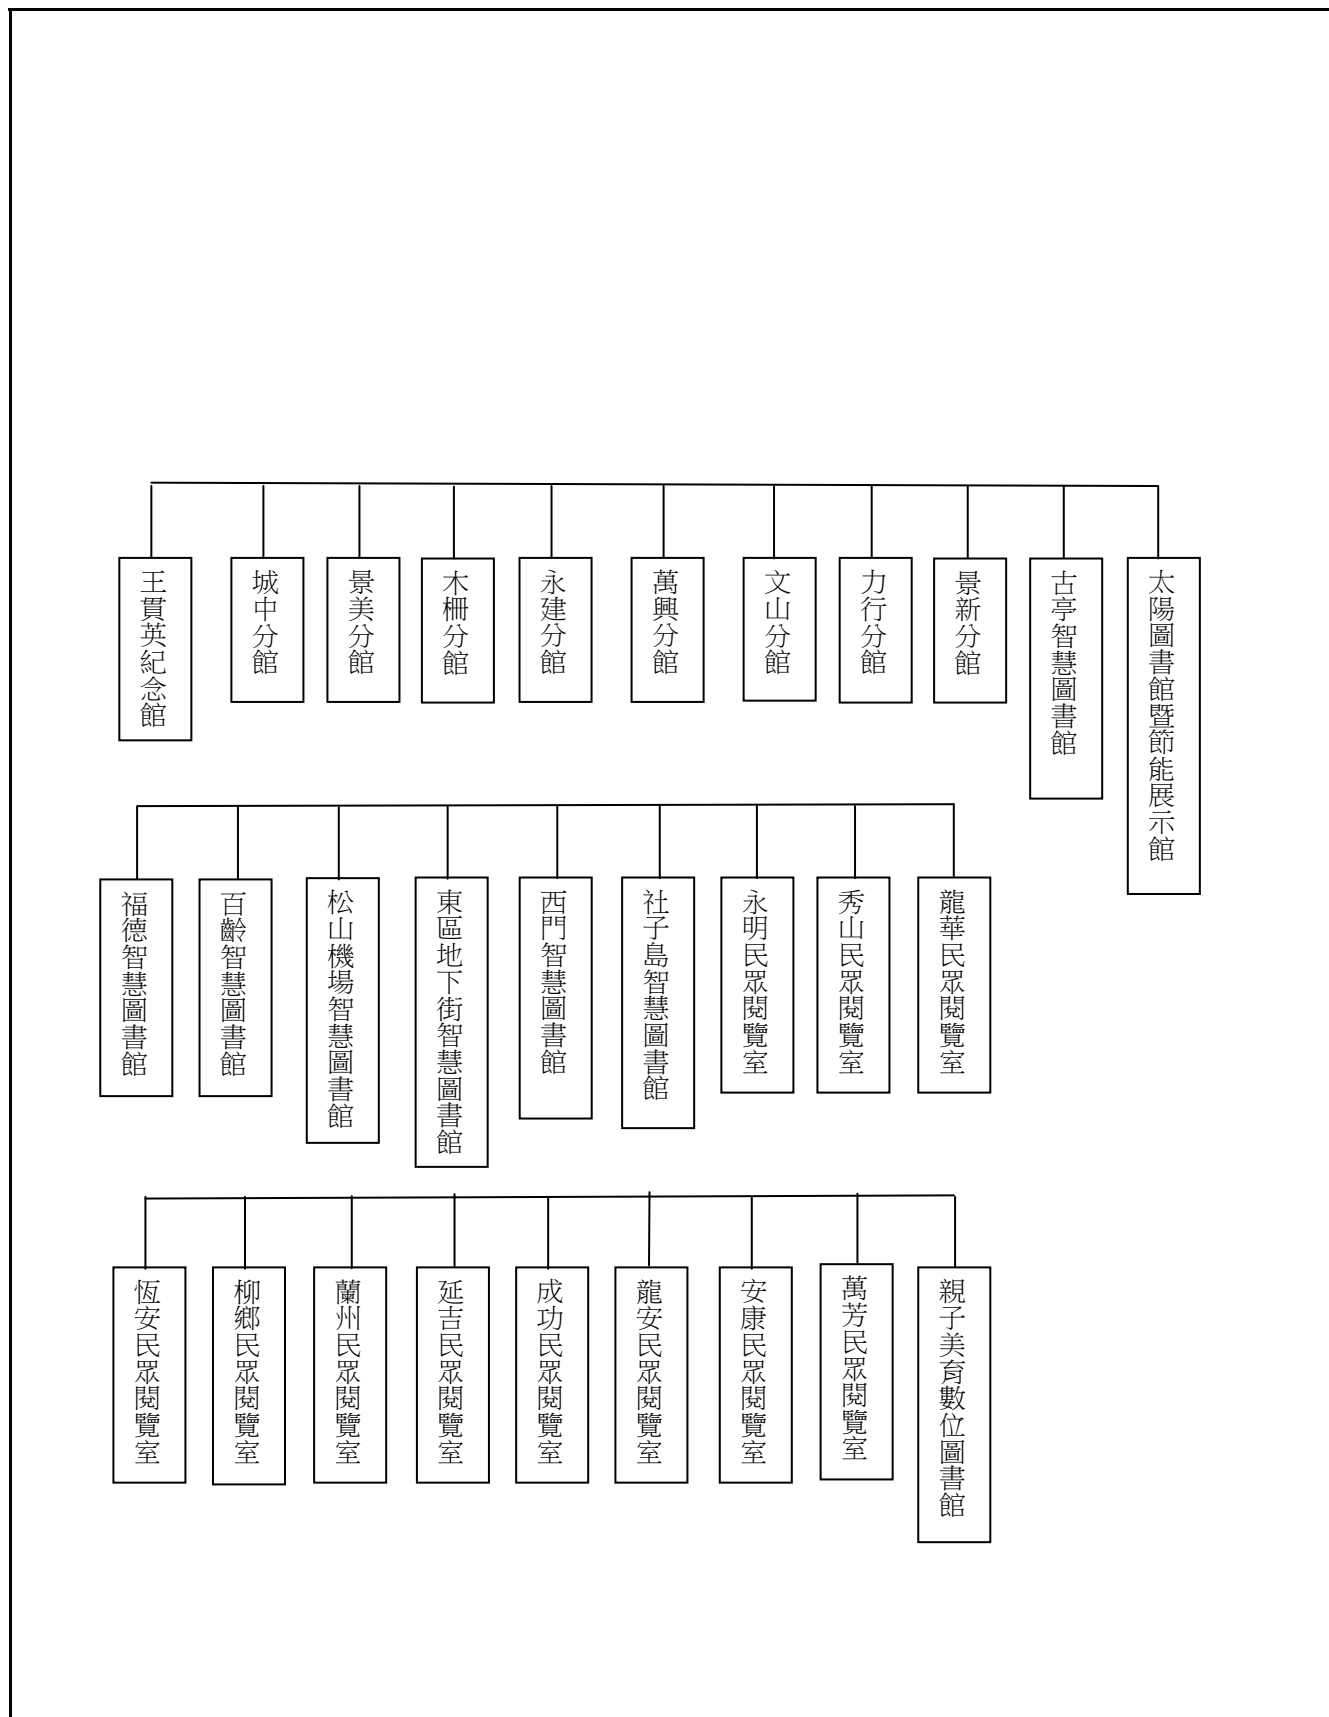 王貫英紀念館
城中分館
景美分館
木柵分館
永建分館
萬興分館
文山分館
力行分館
景新分館
古亭智慧圖書館
太陽圖書館暨節能展示館
福德智慧圖書館
百齡智慧圖書館
松山機場智慧圖書館
東區地下街智慧圖書館
西門智慧圖書館
社子島智慧圖書館
永明民眾閱覽室
秀山民眾閱覽室
龍華民眾閱覽室
恆安民眾閱覽室
柳鄉民眾閱覽室
蘭州民眾閱覽室
延吉民眾閱覽室
成功民眾閱覽室
龍安民眾閱覽室
安康民眾閱覽室
萬芳民眾閱覽室
親子美育數位圖書館